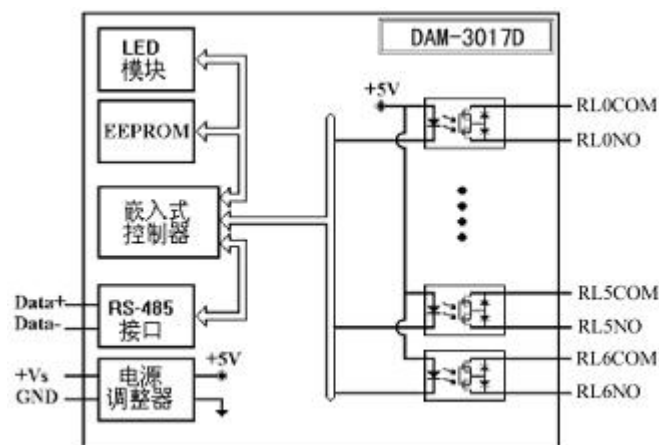 DAM-3017D
LED
模块
EEPROM
嵌入式
控制器
RS-485
接口
电源
调整器
Data+
Data-
+Vs
GND
+5V
+5V
RL0COM
RL0NO
RL5COM
RL5NO
RL6COM
RL6NO